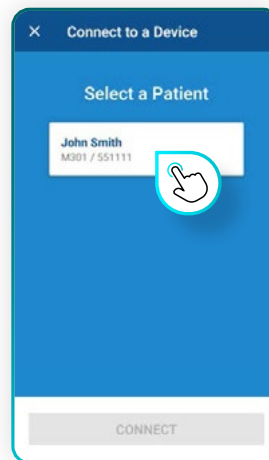 Connect to a Device
Select a Patient
John Smith
M301 / 551111
CONNECT